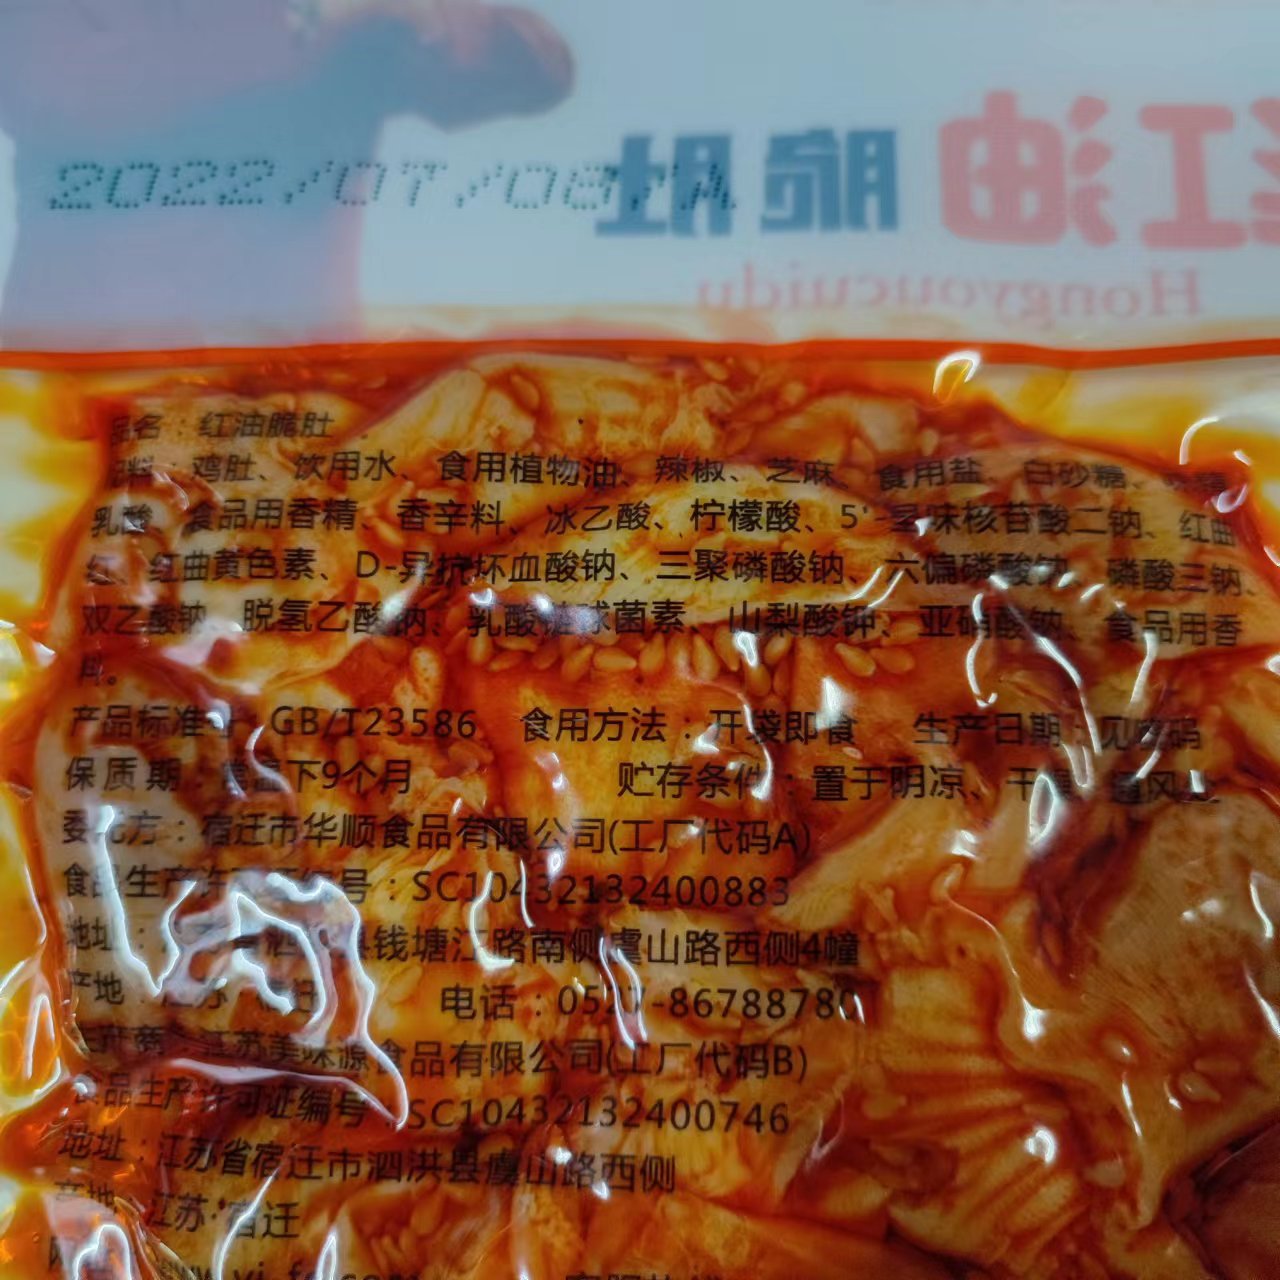 2022/07/08/A
红油脆肚
Hongyoucuidu
品名：红油脆肚
配料：鸡肚、饮用水、食用植物油、辣椒、芝麻、食用盐、白砂糖、
乳酸、食品用香精、香辛料、冰乙酸、柠檬酸、5'-呈味核苷酸二钠、红曲
红、红曲黄色素、D-异抗坏血酸钠、三聚磷酸钠、六偏磷酸钠、磷酸三钠、
双乙酸钠、脱氢乙酸钠、乳酸链球菌素、山梨酸钾、亚硝酸钠、食品用香
料。
产品标准号：GB/T23586 食用方法：开袋即食 生产日期：见喷码
保质期：常温下9个月 贮存条件：置于阴凉、干燥、通风处
委托方：宿迁市华顺食品有限公司(工厂代码A)
食品生产许可证编号：SC10432132400883
地址：县钱塘江路南侧虞山路西侧4幢
产地：江苏·宿迁 电话：0527-86788780
江苏美味源食品有限公司(工厂代码B)
食品生产许可证编号：SC10432132400746
地址：江苏省宿迁市泗洪县虞山路西侧
产地：江苏·宿迁